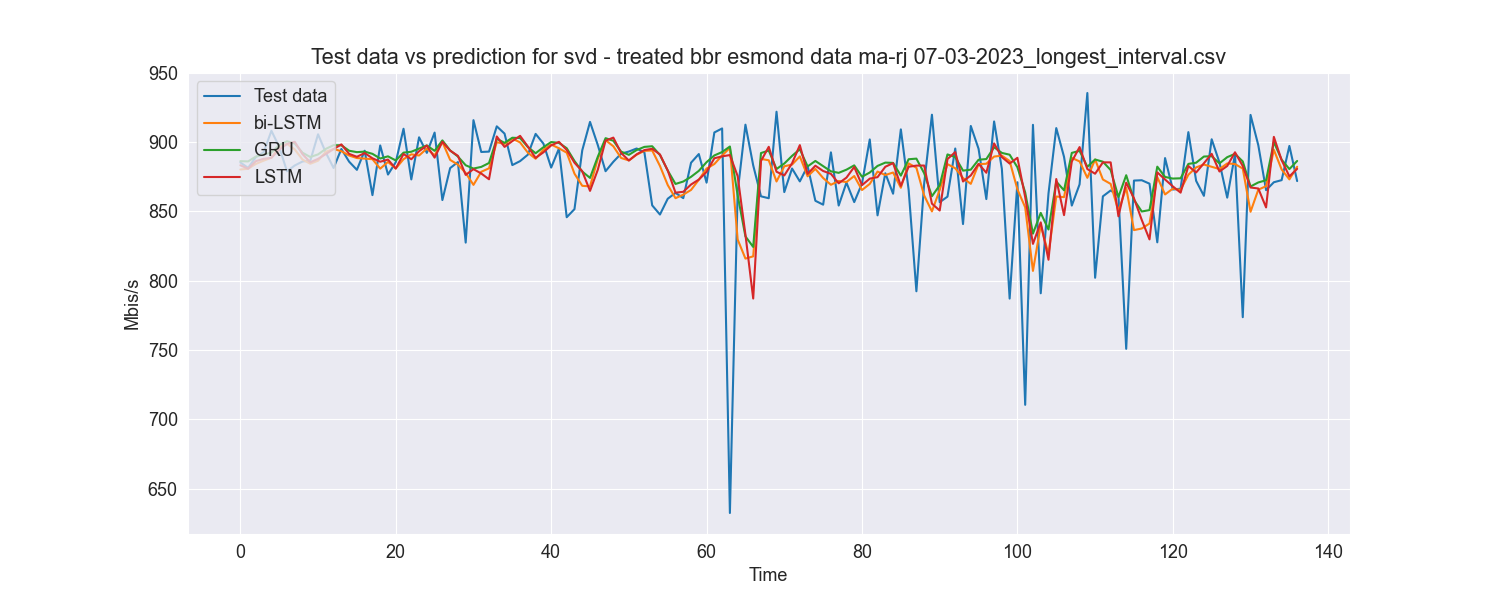 Test data vs prediction for svd - treated bbr esmond data ma-rj 07-03-2023_longest_interval.csv
950
Test data
bi-LSTM
900
GRU
LSTM
850
800
Mbis/s
750
700
650
0 20 40 60 80 100 120 140
Time